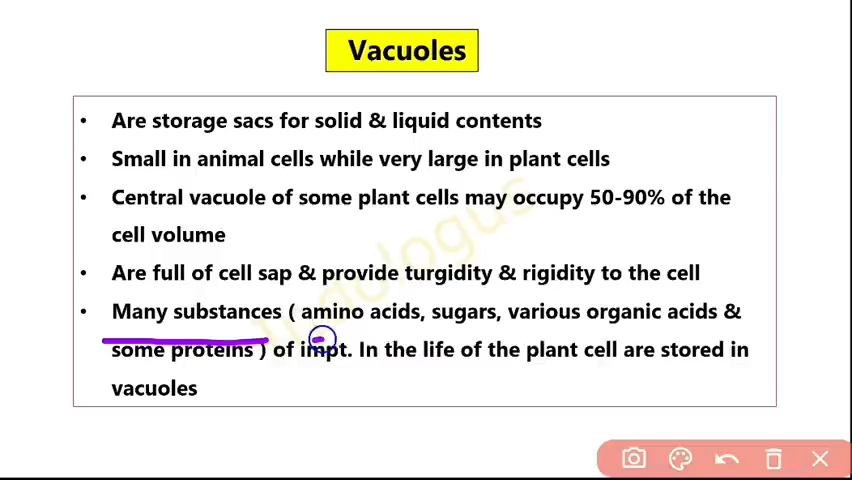 Vacuoles
• Are storage sacs for solid & liquid contents
• Small in animal cells while very large in plant cells
• Central vacuole of some plant cells may occupy 50-90% of the
cell volume
• Are full of cell sap & provide turgidity & rigidity to the cell
• Many substances ( amino acids, sugars, various organic acids &
some proteins ) of impt. In the life of the plant cell are stored in
vacuoles